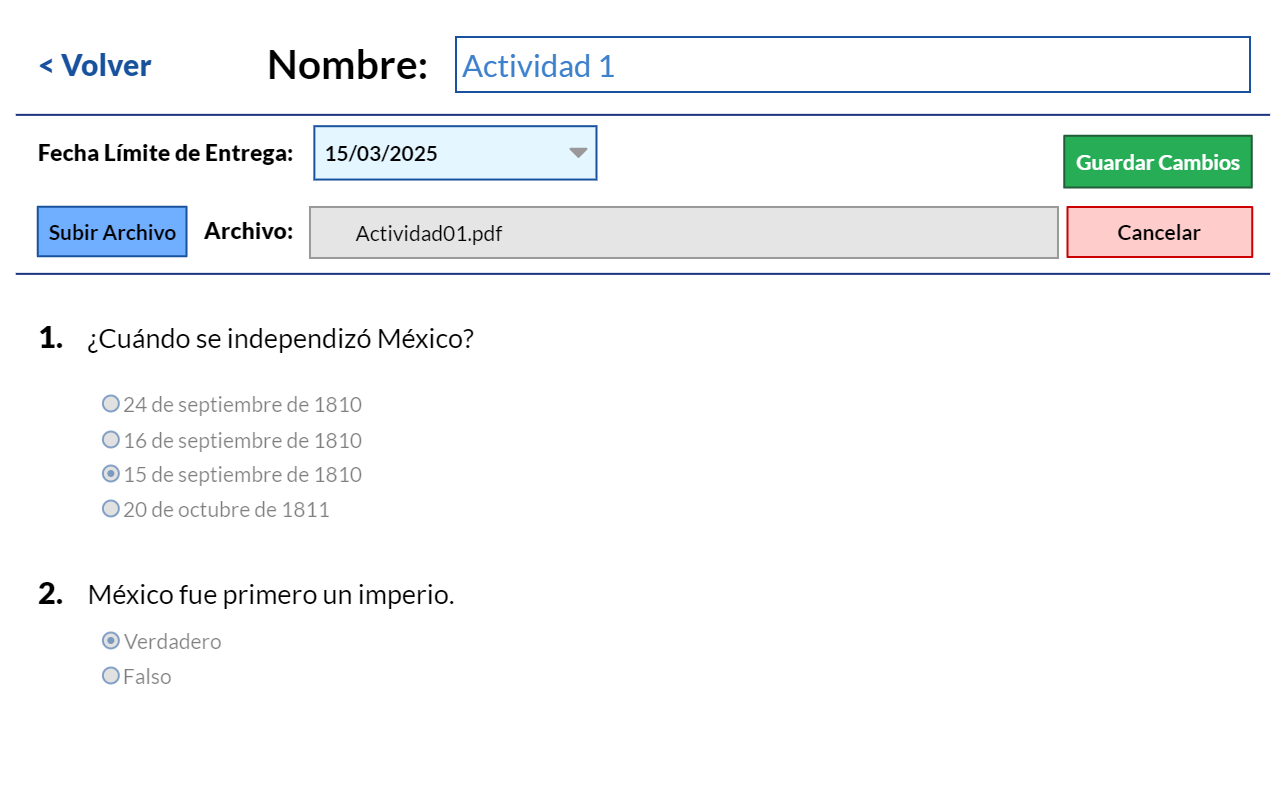 < Volver
Nombre:
Actividad 1
Fecha Límite de Entrega:
15/03/2025
Guardar Cambios
Subir Archivo
Archivo:
Actividad01.pdf
Cancelar
1. ¿Cuándo se independizó México?
24 de septiembre de 1810
16 de septiembre de 1810
15 de septiembre de 1810
20 de octubre de 1811
2. México fue primero un imperio.
Verdadero
Falso